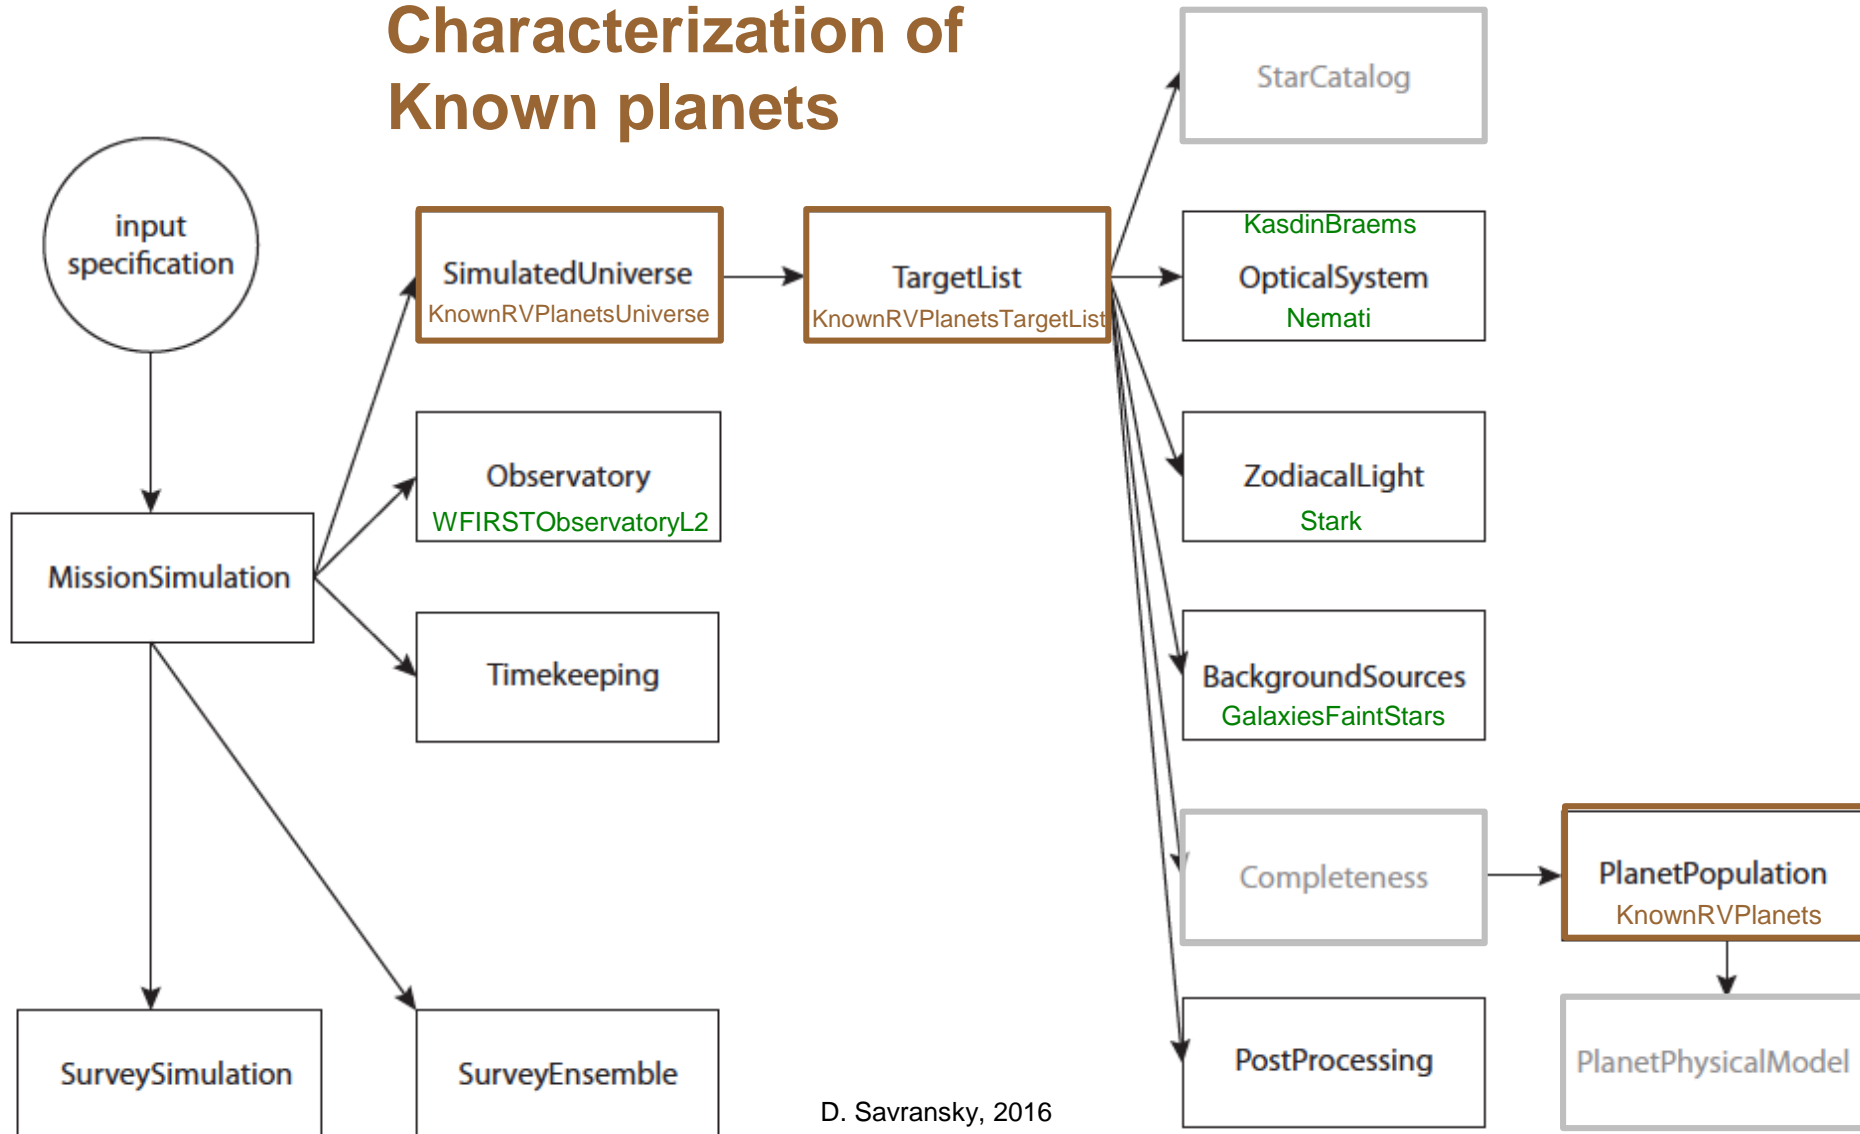 Characterization of
Known planets
StarCatalog
input
specification
SimulatedUniverse
KnownRVPlanetsUniverse
TargetList
KnownRVPlanetsTargetList
KasdinBraems
OpticalSystem
Nemati
Observatory
WFIRSTObservatoryL2
ZodiacalLight
Stark
MissionSimulation
Timekeeping
BackgroundSources
GalaxiesFaintStars
Completeness
PlanetPopulation
KnownRVPlanets
SurveySimulation
SurveyEnsemble
PostProcessing
PlanetPhysicalModel
D. Savransky, 2016